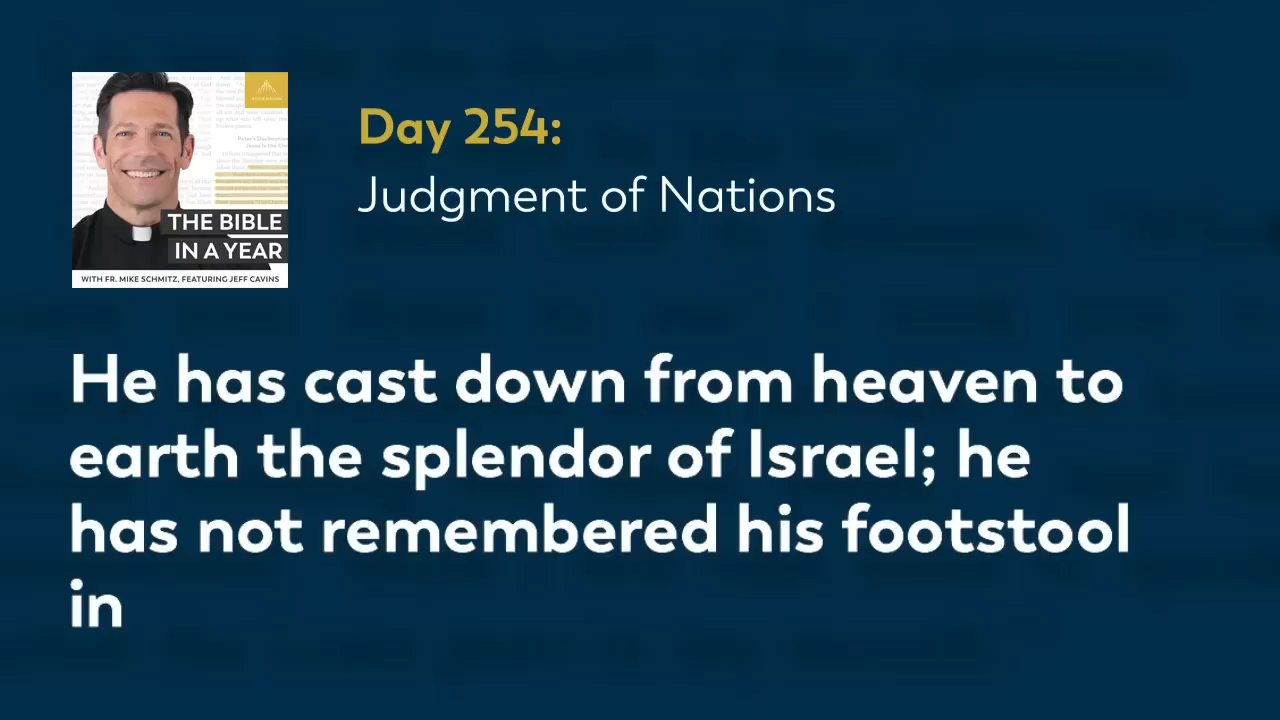 Day 254:
Judgment of Nations
THE BIBLE
IN A YEAR
WITH FR. MIKE SCHMITZ, FEATURING JEFF CAVINS
He has cast down from heaven to
earth the splendor of Israel; he
has not remembered his footstool
in